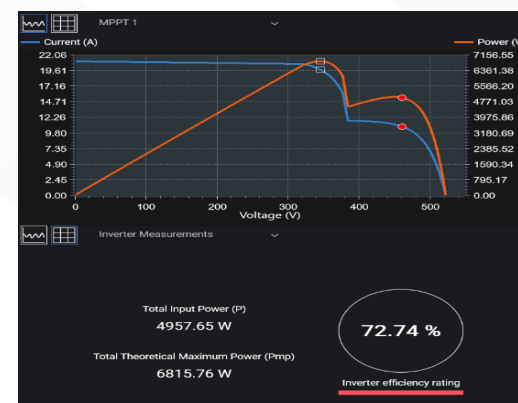 MPPT 1
Current (A)
Power (W
22.06
19.61
17.16
14.71
12.26
9.80
7.35
4.90
2.45
0.00
7156.55
6361.38
5566.20
4771.03
3975.86
3180.69
2385.52
1590.34
795.17
0.00
0 100 200 300 400 500
Voltage (V)
Inverter Measurements
Total Input Power (P)
4957.65 W
Total Theoretical Maximum Power (Pmp)
6815.76 W
72.74 %
Inverter efficiency rating